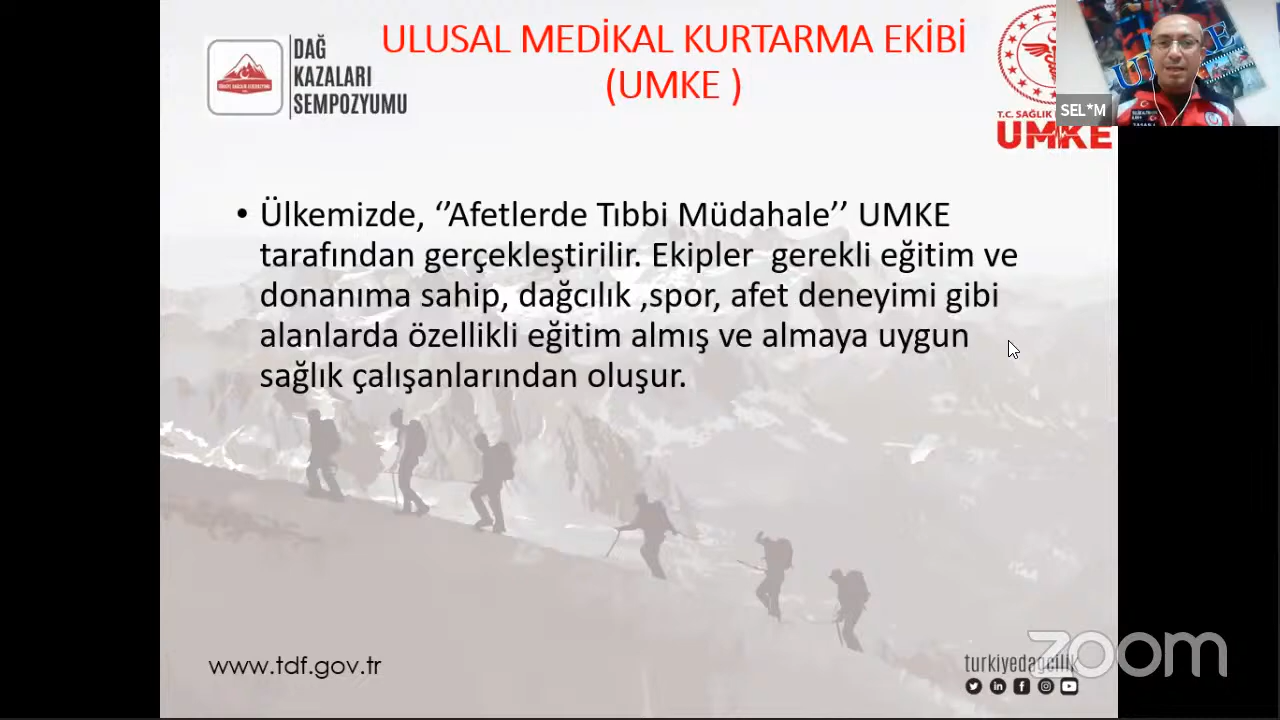 DAĞ
KAZALARI
SEMPOZYUMU
ULUSAL MEDİKAL KURTARMA EKİBİ
(UMKE )
T.C. SAĞLIK
UMKE
SEL*M
• Ülkemizde, ‘’Afetlerde Tıbbi Müdahale’’ UMKE
tarafından gerçekleştirilir. Ekipler gerekli eğitim ve
donanıma sahip, dağcılık ,spor, afet deneyimi gibi
alanlarda özellikli eğitim almış ve almaya uygun
sağlık çalışanlarından oluşur.
www.tdf.gov.tr
turkiyedagcilik
zoom